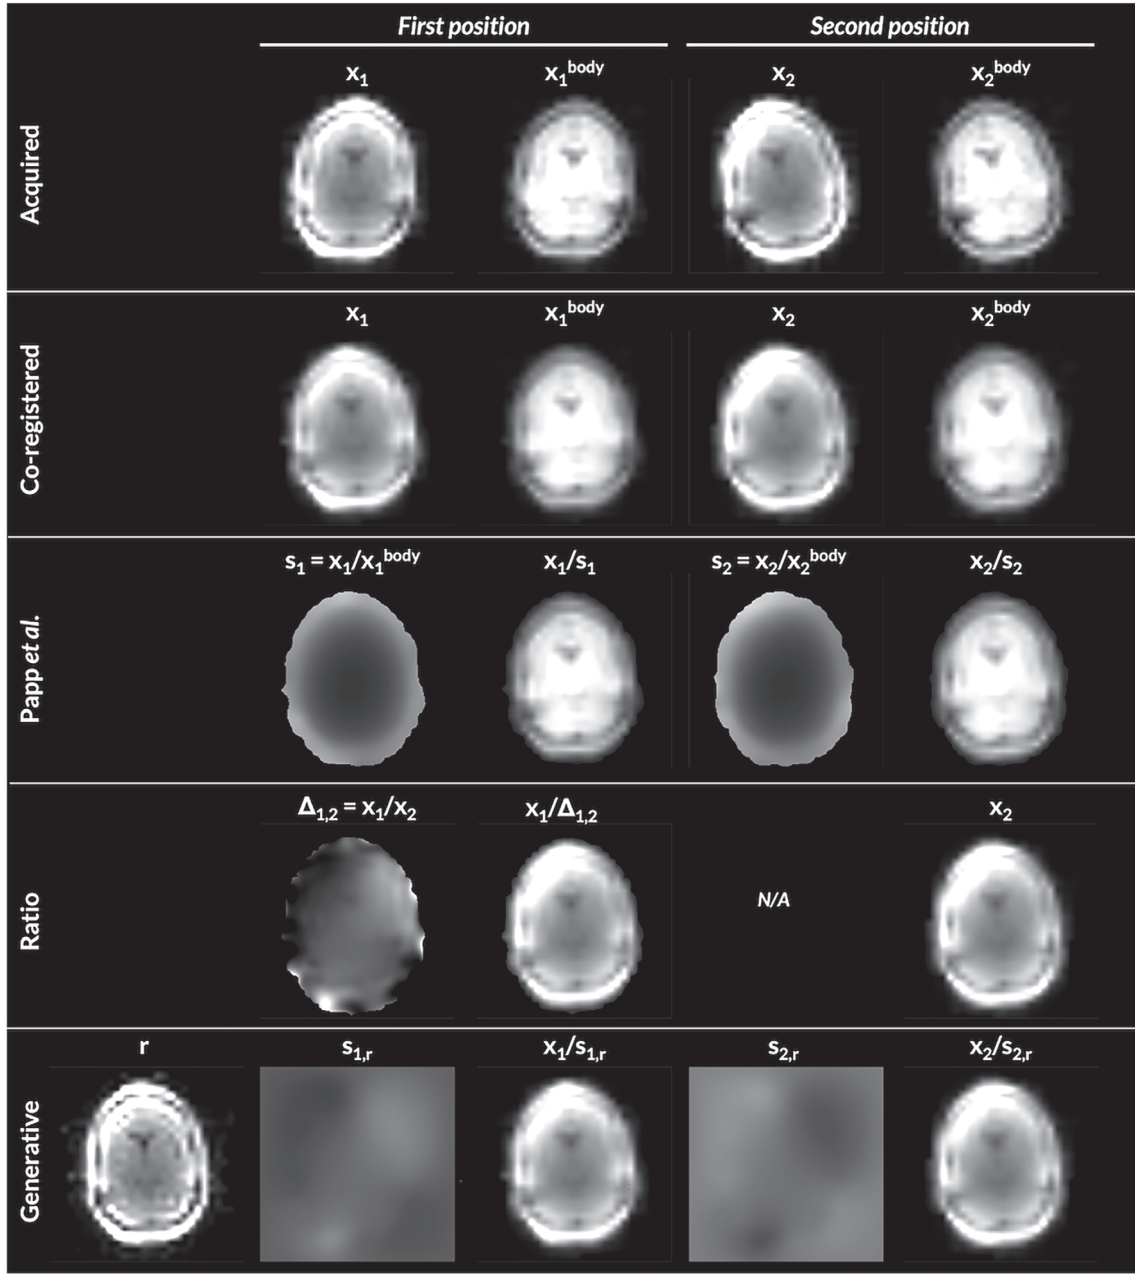 First position Second position
x₁ x₁ᵇᵒᵈʸ x₂ x₂ᵇᵒᵈʸ
Acquired
x₁ x₁ᵇᵒᵈʸ x₂ x₂ᵇᵒᵈʸ
Co-registered
s₁ = x₁/x₁ᵇᵒᵈʸ x₁/s₁ s₂ = x₂/x₂ᵇᵒᵈʸ x₂/s₂
Papp et al.
Δ₁,₂ = x₁/x₂ x₁/Δ₁,₂ x₂
Ratio
N/A
r s₁,ᵣ x₁/s₁,ᵣ s₂,ᵣ x₂/s₂,ᵣ
Generative